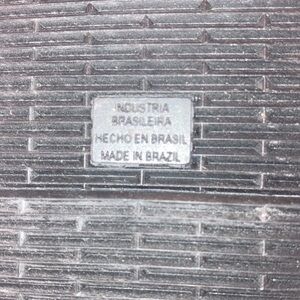 INDUSTRIA
BRASILEIRA
HECHO EN BRASIL
MADE IN BRAZIL